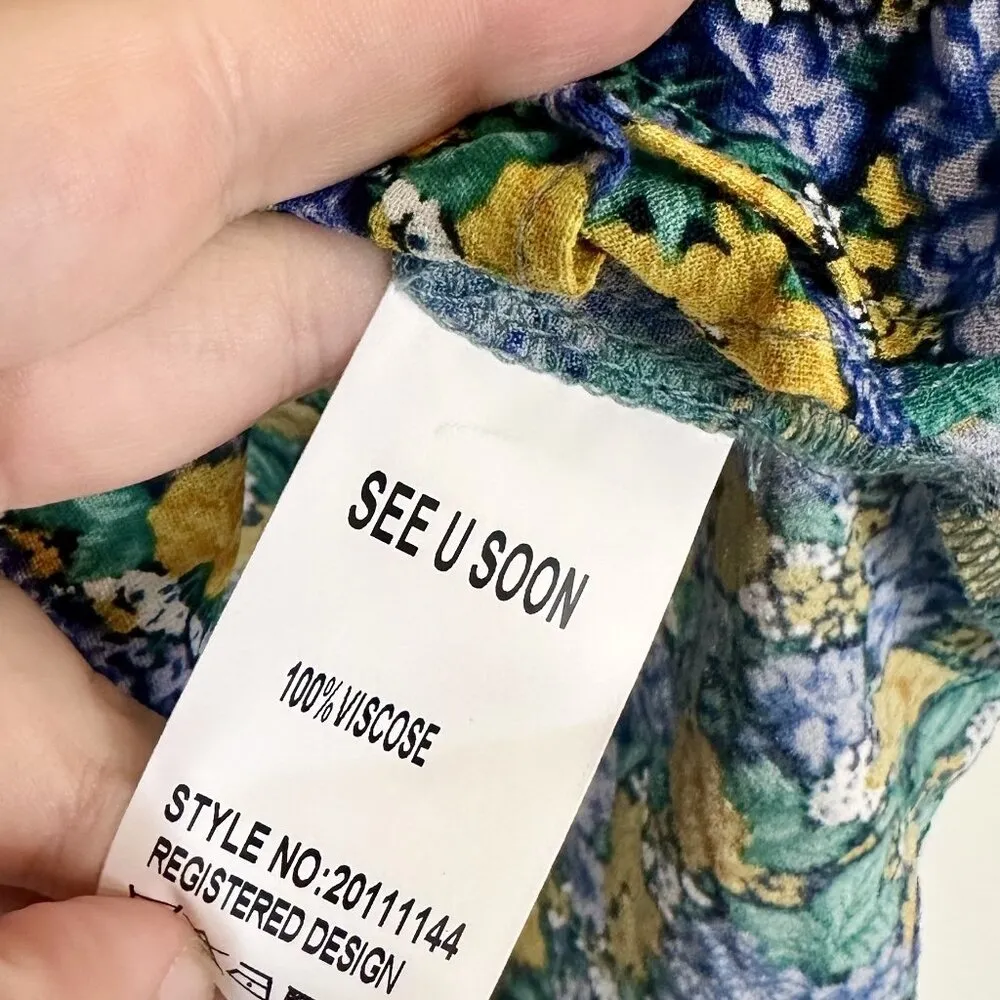 SEE U SOON
100% VISCOSE
STYLE NO:20111144
REGISTERED DESIGN